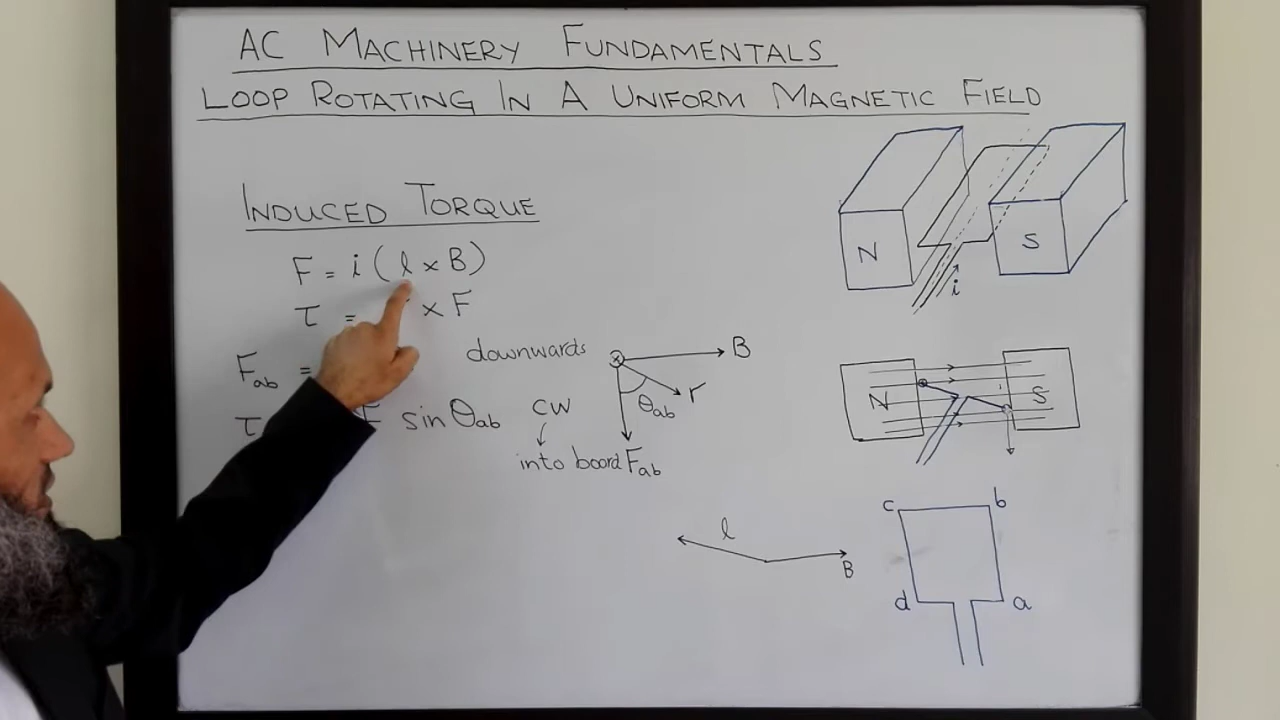 AC MACHINERY FUNDAMENTALS
LOOP ROTATING IN A UNIFORM MAGNETIC FIELD
INDUCED TORQUE
F = i ( l × B )
τ = × F
F_ab = downwards
τ F sin θ_ab CW
into board
B
r
θ_ab
F_ab
N S
i
N S
l
B
c b
d a